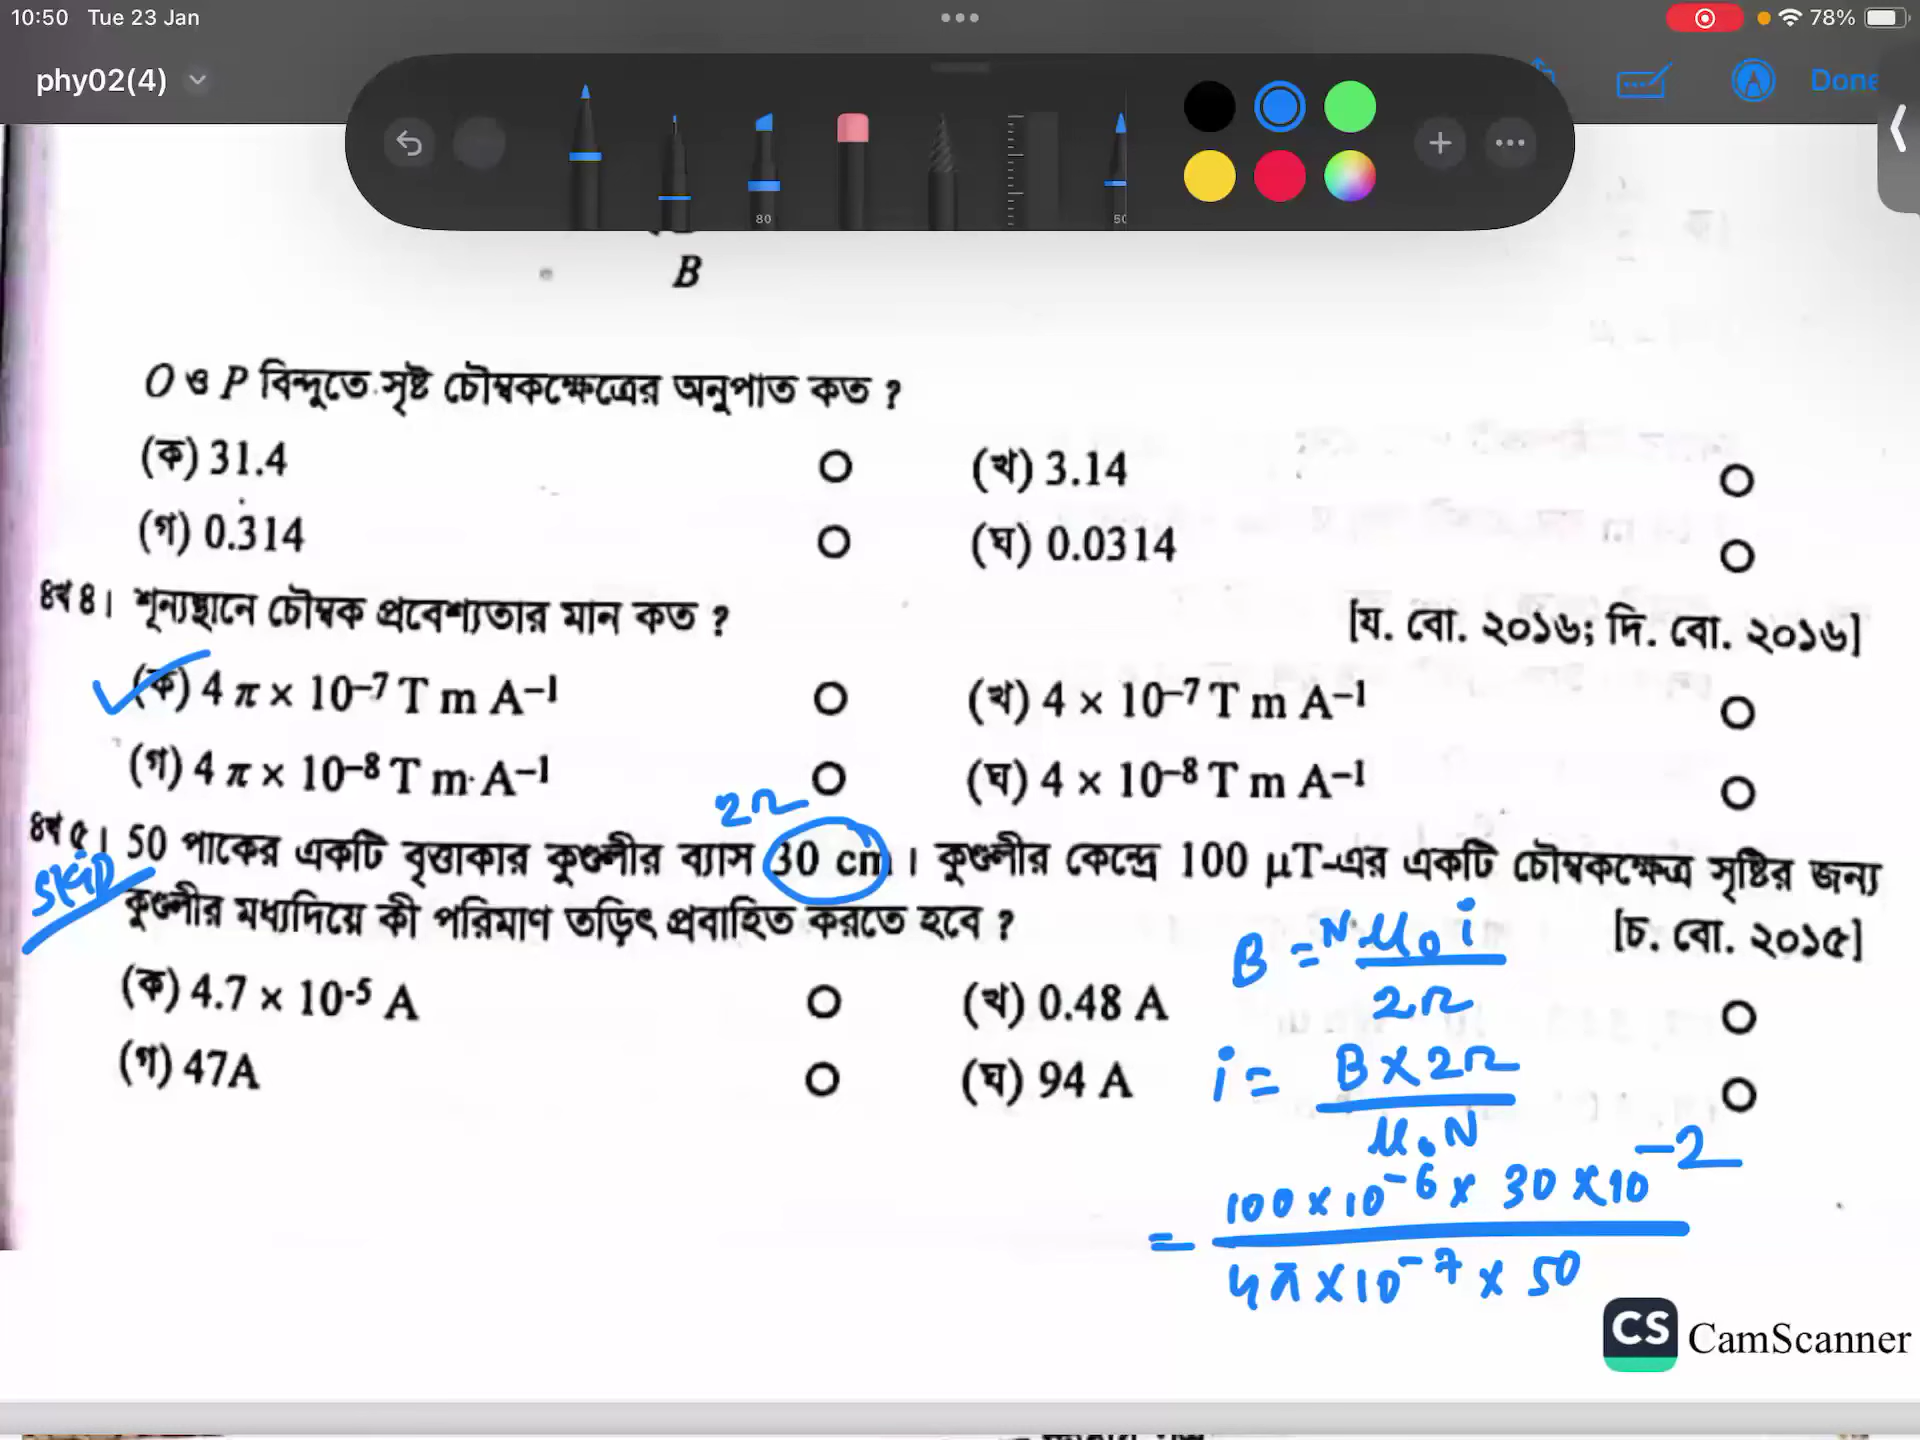 10:50 Tue 23 Jan
78%
phy02(4)
Done
80
50
B
O ও P বিন্দুতে সৃষ্ট চৌম্বকক্ষেত্রের অনুপাত কত ?
(ক) 31.4
(খ) 3.14
(গ) 0.314
(ঘ) 0.0314
৪খ৪। শূন্যস্থানে চৌম্বক প্রবেশ্যতার মান কত ?
[য. বো. ২০১৬; দি. বো. ২০১৬]
(ক) 4 π × 10⁻⁷ T m A⁻¹
(খ) 4 × 10⁻⁷ T m A⁻¹
(গ) 4 π × 10⁻⁸ T m A⁻¹
(ঘ) 4 × 10⁻⁸ T m A⁻¹
2r
৪খ৫। 50 পাকের একটি বৃত্তাকার কুণ্ডলীর ব্যাস 30 cm। কুণ্ডলীর কেন্দ্রে 100 μT-এর একটি চৌম্বকক্ষেত্র সৃষ্টির জন্য
SKIP
কুণ্ডলীর মধ্যদিয়ে কী পরিমাণ তড়িৎ প্রবাহিত করতে হবে ?
[চ. বো. ২০১৫]
(ক) 4.7 × 10⁻⁵ A
(খ) 0.48 A
(গ) 47A
(ঘ) 94 A
B = N μ₀ i
2r
i = B × 2r
μ₀ N
= 100 × 10⁻⁶ × 30 × 10⁻²
4π × 10⁻⁷ × 50
CS CamScanner